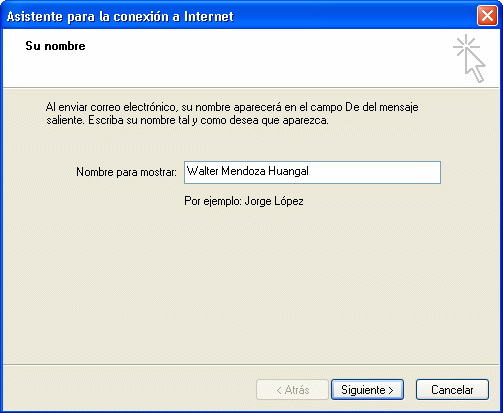 Asistente para la conexión a Internet
Su nombre
Al enviar correo electrónico, su nombre aparecerá en el campo De del mensaje
saliente. Escriba su nombre tal y como desea que aparezca.
Nombre para mostrar: Walter Mendoza Huangal
Por ejemplo: Jorge López
< Atrás Siguiente > Cancelar